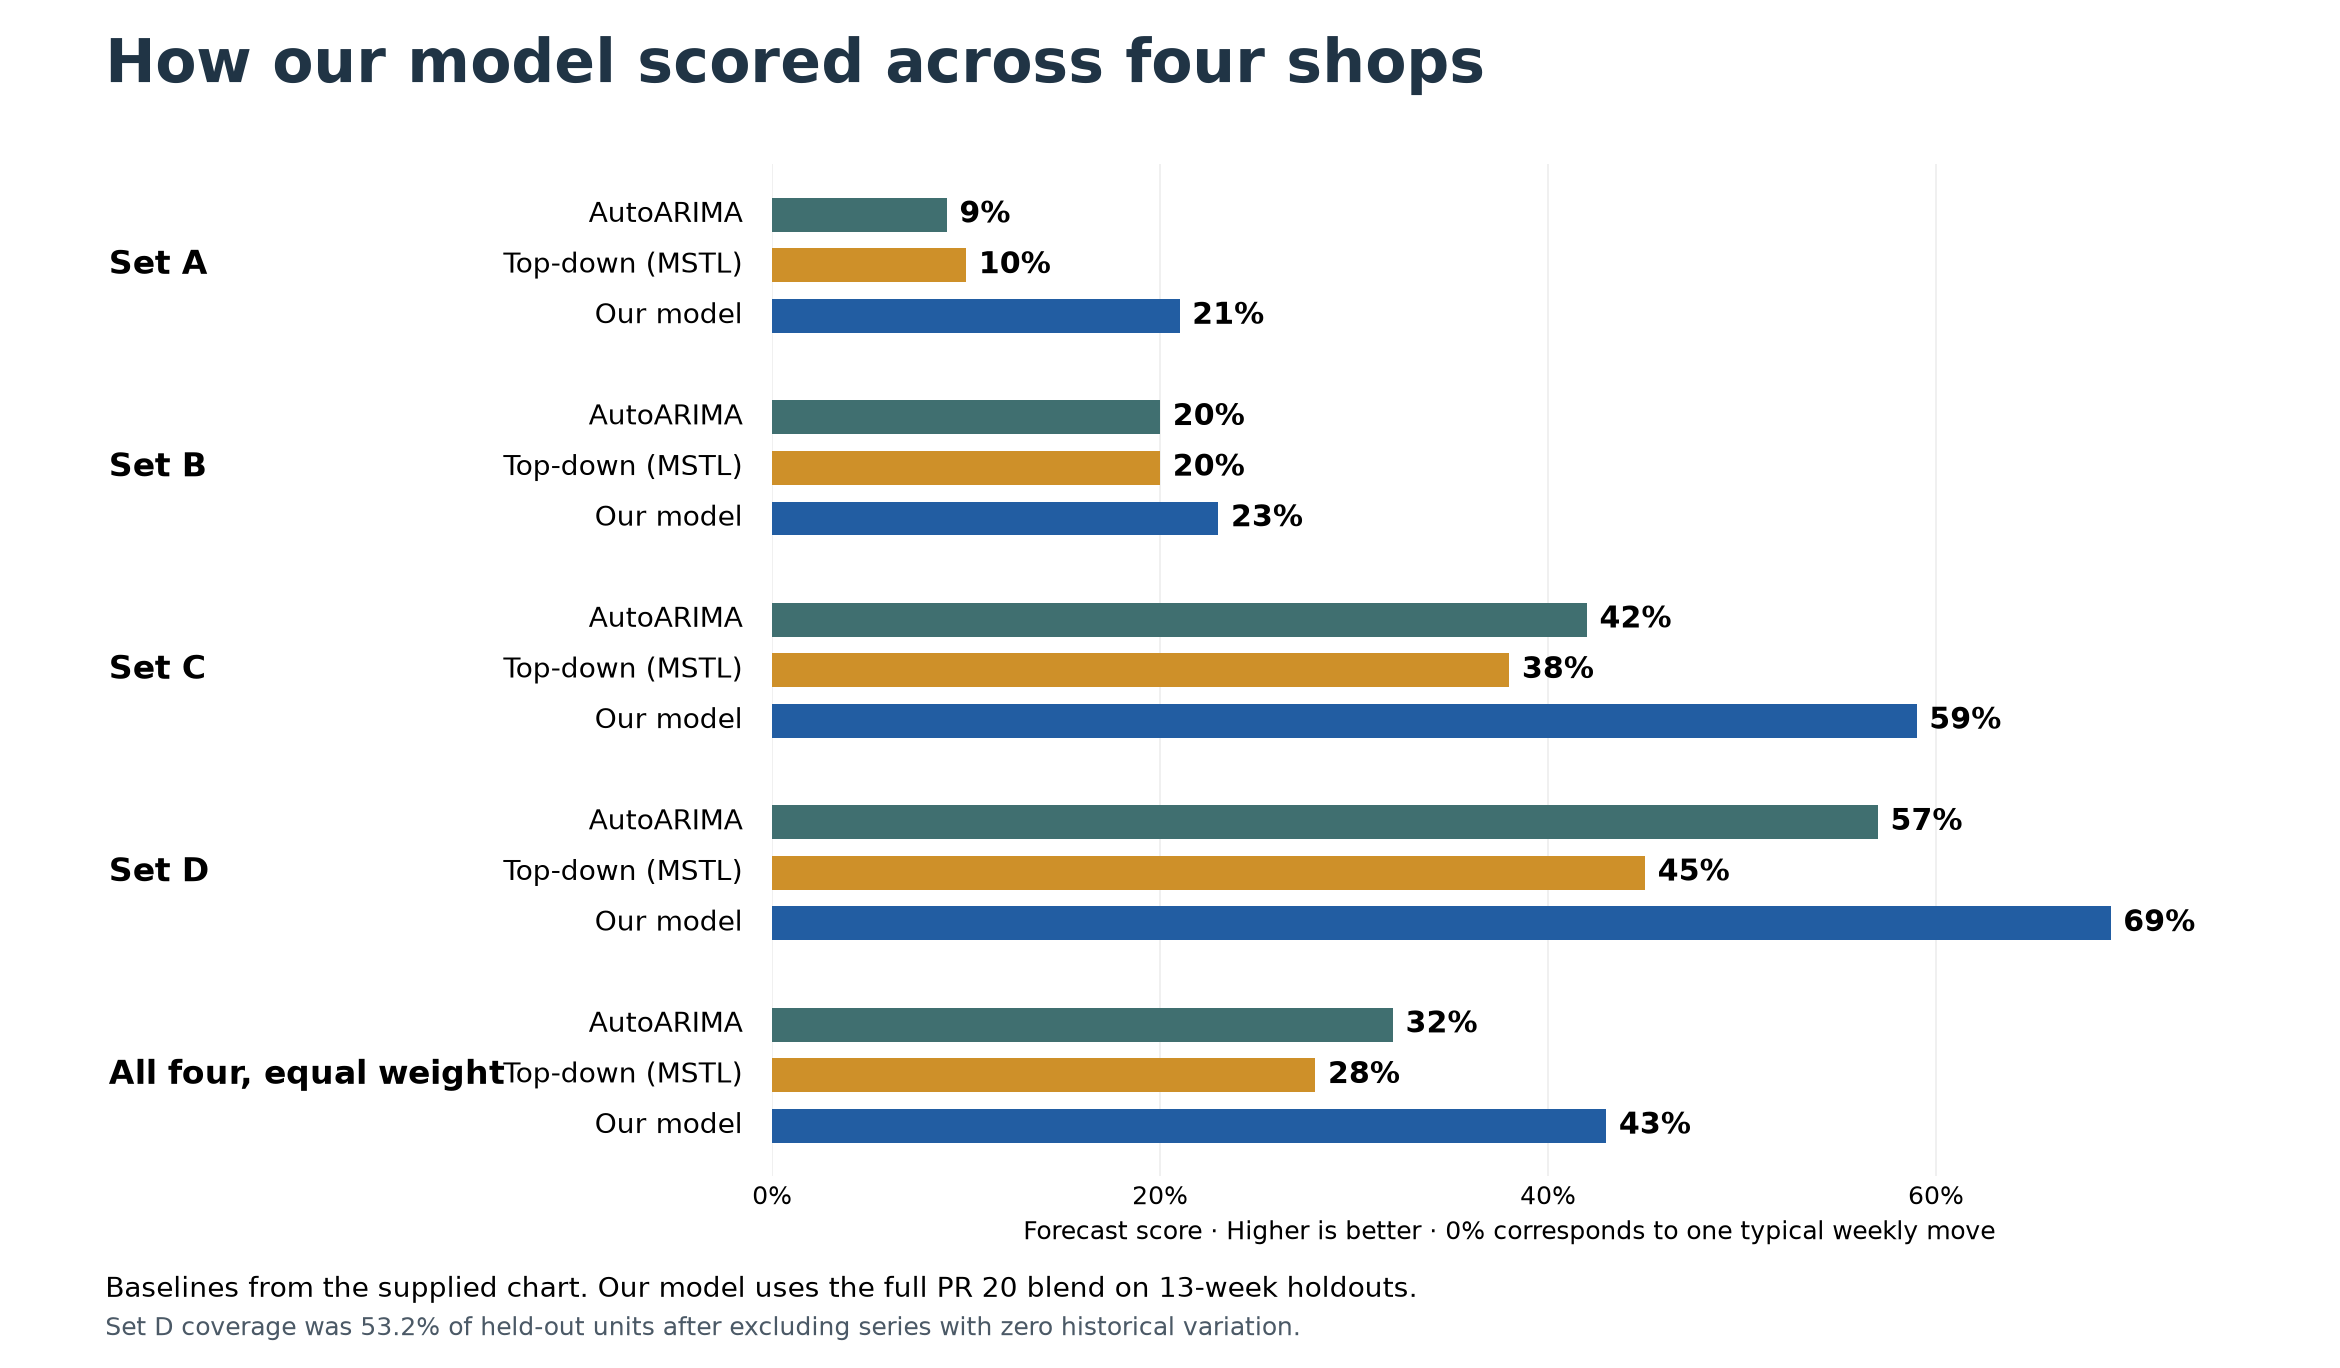 How our model scored across four shops
AutoARIMA 9%
Set A Top-down (MSTL) 10%
Our model 21%
AutoARIMA 20%
Set B Top-down (MSTL) 20%
Our model 23%
AutoARIMA 42%
Set C Top-down (MSTL) 38%
Our model 59%
AutoARIMA 57%
Set D Top-down (MSTL) 45%
Our model 69%
AutoARIMA 32%
All four, equal weight Top-down (MSTL) 28%
Our model 43%
0% 20% 40% 60%
Forecast score · Higher is better · 0% corresponds to one typical weekly move
Baselines from the supplied chart. Our model uses the full PR 20 blend on 13-week holdouts.
Set D coverage was 53.2% of held-out units after excluding series with zero historical variation.